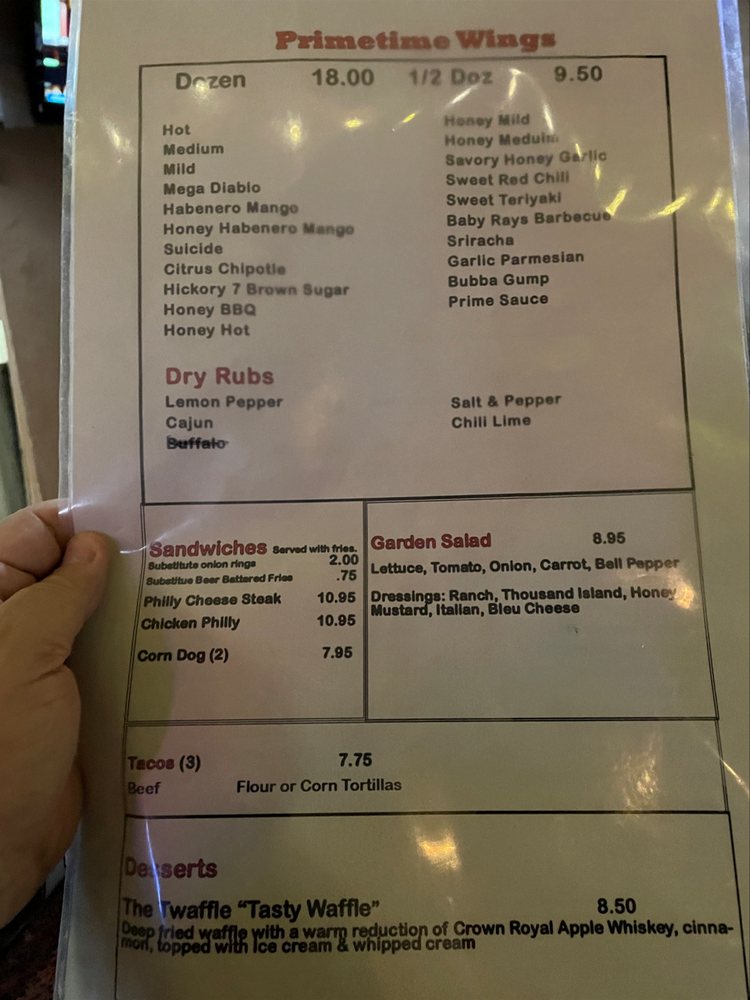 Primetime Wings
Dozen 18.00 1/2 Doz 9.50
Hot
Medium
Mild
Mega Diablo
Habenero Mango
Honey Habenero Mango
Suicide
Citrus Chipotle
Hickory 7 Brown Sugar
Honey BBQ
Honey Hot
Honey Mild
Honey Meduim
Savory Honey Garlic
Sweet Red Chili
Sweet Teriyaki
Baby Rays Barbecue
Sriracha
Garlic Parmesian
Bubba Gump
Prime Sauce
Dry Rubs
Lemon Pepper
Cajun
Buffalo
Salt & Pepper
Chili Lime
Sandwiches Served with fries.
Substitute onion rings 2.00
Substitue Beer Battered Fries .75
Philly Cheese Steak 10.95
Chicken Philly 10.95
Corn Dog (2) 7.95
Garden Salad 8.95
Lettuce, Tomato, Onion, Carrot, Bell Pepper
Dressings: Ranch, Thousand Island, Honey
Mustard, Italian, Bleu Cheese
Tacos (3) 7.75
Beef Flour or Corn Tortillas
Desserts
The Twaffle “Tasty Waffle” 8.50
Deep fried waffle with a warm reduction of Crown Royal Apple Whiskey, cinna-
mon, topped with Ice cream & whipped cream